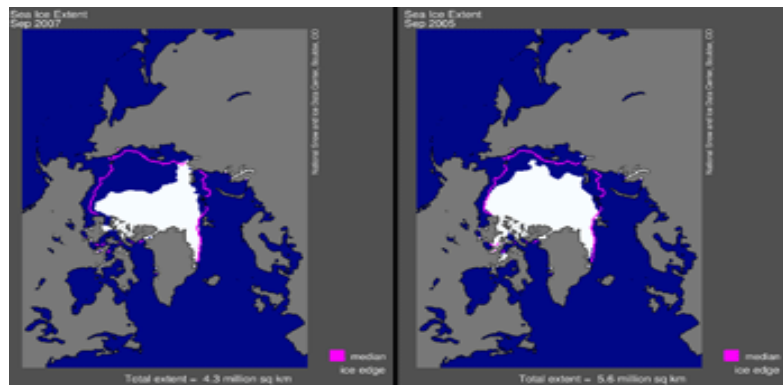 Sea Ice Extent
Sep 2007
National Snow and Ice Data Center, Boulder, CO
median
ice edge
Total extent = 4.3 million sq km
Sea Ice Extent
Sep 2005
National Snow and Ice Data Center, Boulder, CO
median
ice edge
Total extent = 5.6 million sq km